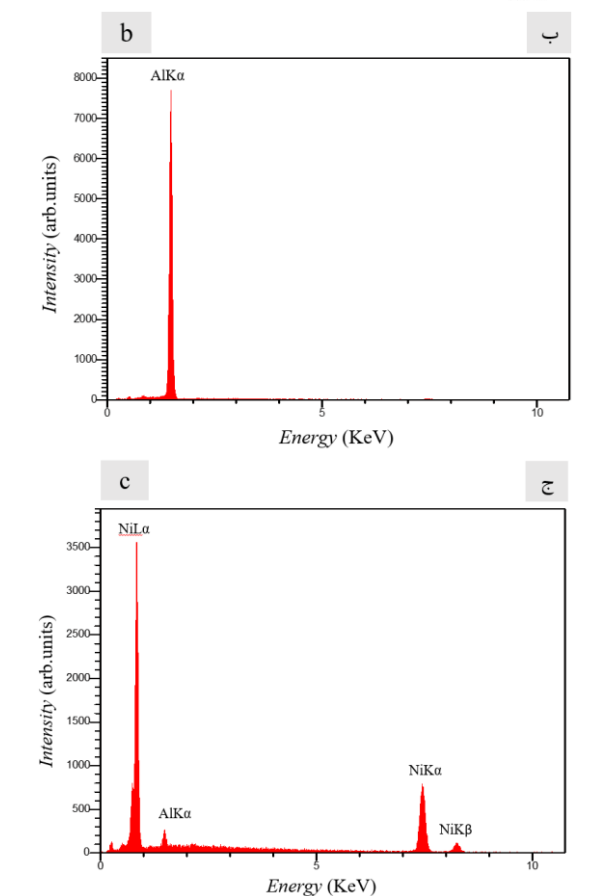 b
ب
AlKα
8000
7000
6000
5000
4000
3000
2000
1000
0
Intensity (arb.units)
0 5 10
Energy (KeV)
c
ج
NiLα
3500
3000
2500
2000
1500
1000
500
0
Intensity (arb.units)
AlKα
NiKα
NiKβ
0 5 10
Energy (KeV)